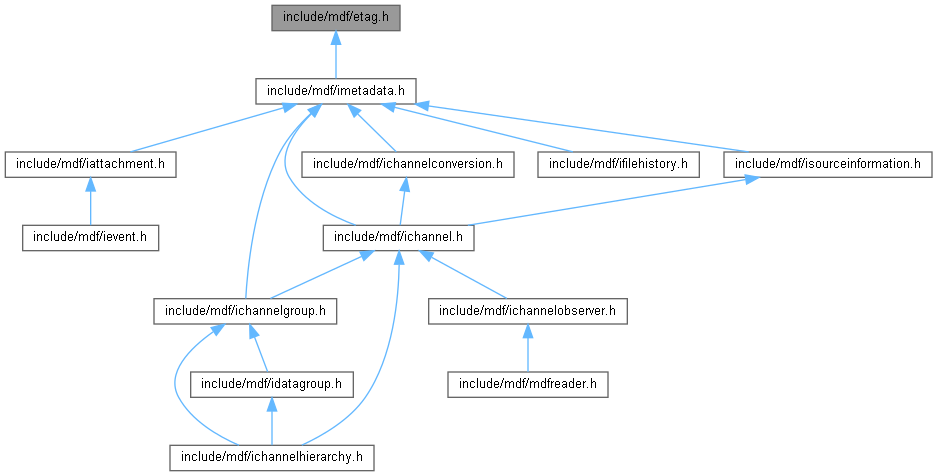 include/mdf/etag.h
include/mdf/imetadata.h
include/mdf/iattachment.h
include/mdf/ichannelconversion.h
include/mdf/ifilehistory.h
include/mdf/isourceinformation.h
include/mdf/ievent.h
include/mdf/ichannel.h
include/mdf/ichannelgroup.h
include/mdf/ichannelobserver.h
include/mdf/idatagroup.h
include/mdf/mdfreader.h
include/mdf/ichannelhierarchy.h